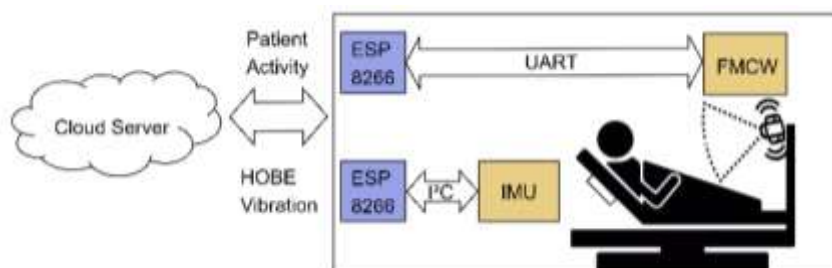 Patient
Activity
Cloud Server
HOBE
Vibration
ESP
8266
UART
FMCW
ESP
8266
I²C
IMU